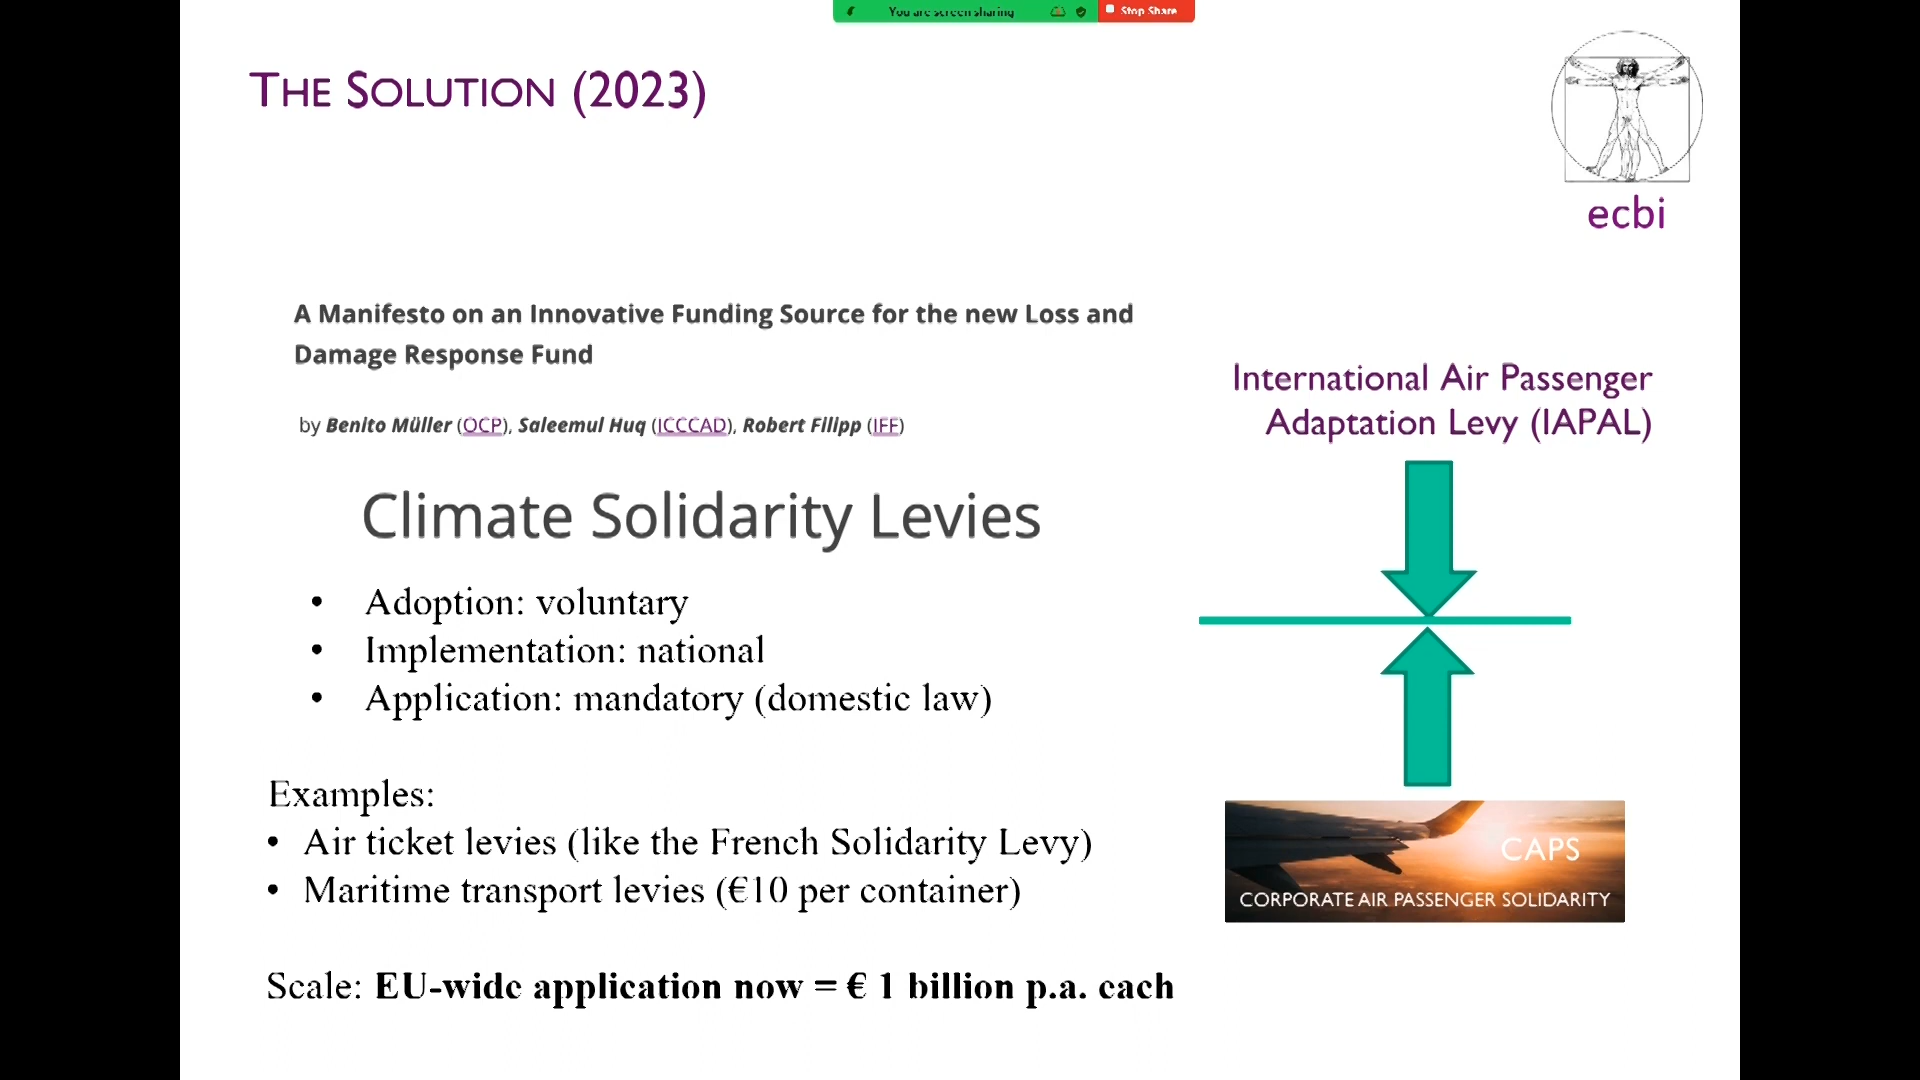 You are screen sharing
Stop Share
THE SOLUTION (2023)
ecbi
A Manifesto on an Innovative Funding Source for the new Loss and
Damage Response Fund
by Benito Müller (OCP), Saleemul Huq (ICCCAD), Robert Filipp (IFF)
Climate Solidarity Levies
• Adoption: voluntary
• Implementation: national
• Application: mandatory (domestic law)
Examples:
• Air ticket levies (like the French Solidarity Levy)
• Maritime transport levies (€10 per container)
Scale: EU-wide application now = € 1 billion p.a. each
International Air Passenger
Adaptation Levy (IAPAL)
CAPS
CORPORATE AIR PASSENGER SOLIDARITY